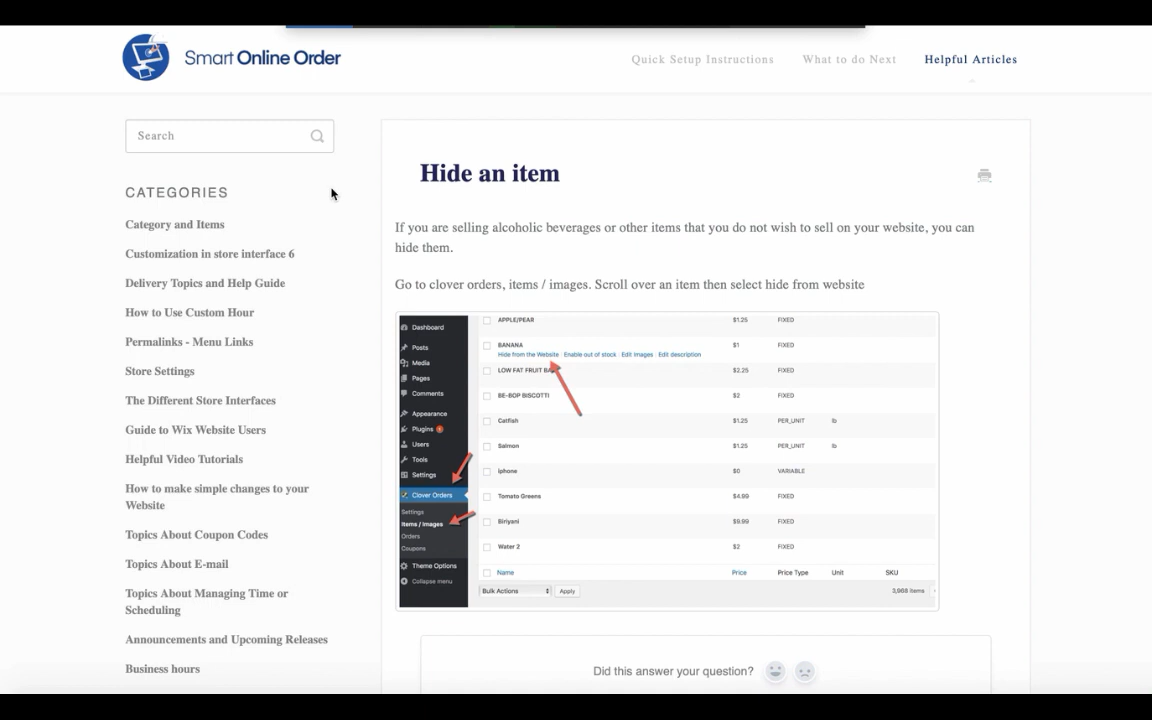 Smart Online Order
Quick Setup Instructions
What to do Next
Helpful Articles
Search
CATEGORIES
Category and Items
Customization in store interface 6
Delivery Topics and Help Guide
How to Use Custom Hour
Permalinks - Menu Links
Store Settings
The Different Store Interfaces
Guide to Wix Website Users
Helpful Video Tutorials
How to make simple changes to your
Website
Topics About Coupon Codes
Topics About E-mail
Topics About Managing Time or
Scheduling
Announcements and Upcoming Releases
Business hours
Hide an item
If you are selling alcoholic beverages or other items that you do not wish to sell on your website, you can
hide them.
Go to clover orders, items / images. Scroll over an item then select hide from website
Dashboard
Posts
Media
Pages
Comments
Appearance
Plugins
Users
Tools
Settings
Clover Orders
Settings
Items / Images
Orders
Coupons
Theme Options
Collapse menu
APPLE/PEAR $1.25 FIXED
BANANA $1 FIXED
Hide from the Website Enable out of stock Edit Images Edit description
LOW FAT FRUIT $2.25 FIXED
BE-BOP BISCOTTI $2 FIXED
Catfish $1.25 PER_UNIT lb
Salmon $1.25 PER_UNIT lb
Iphone $0 VARIABLE
Tomato Greens $4.99 FIXED
Biriyani $9.99 FIXED
Water 2 $2 FIXED
Name Price Price Type Unit SKU
Bulk Actions Apply 3,968 items
Did this answer your question?